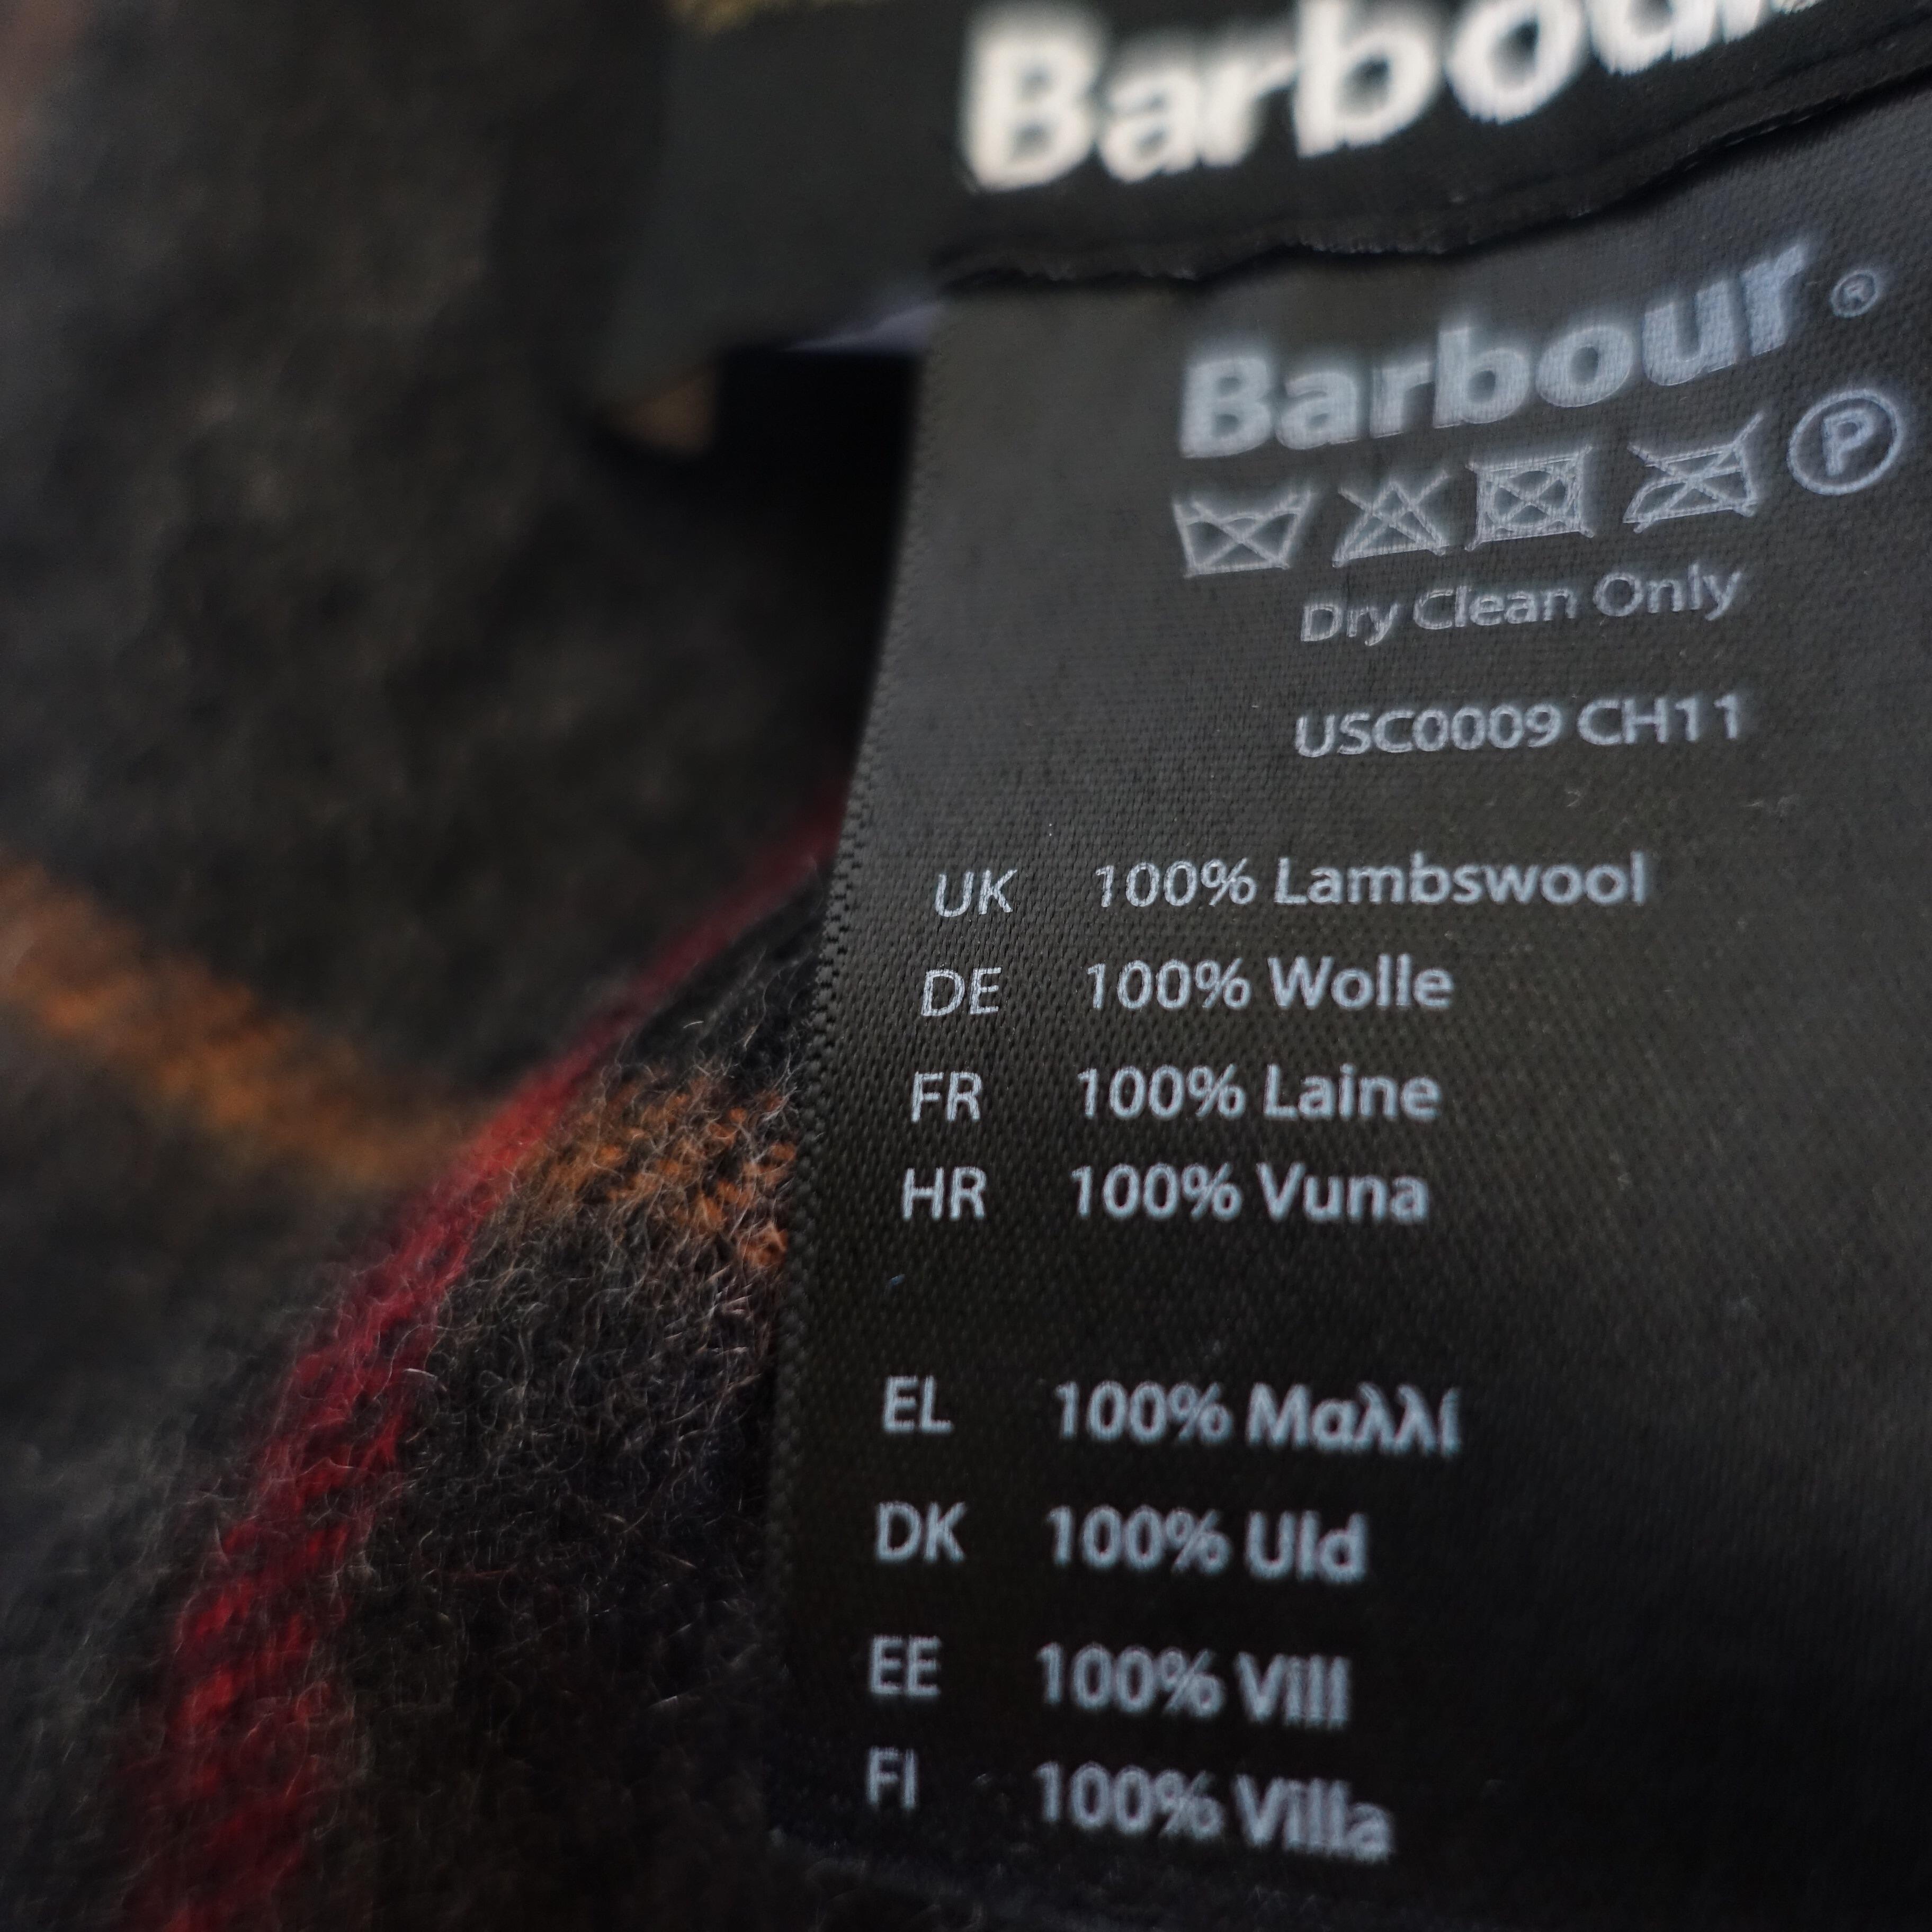 Barbour
Barbour®
P
Dry Clean Only
USC0009 CH11
UK 100% Lambswool
DE 100% Wolle
FR 100% Laine
HR 100% Vuna
EL 100% Μαλλί
DK 100% Uld
EE 100% Vill
FI 100% Villa